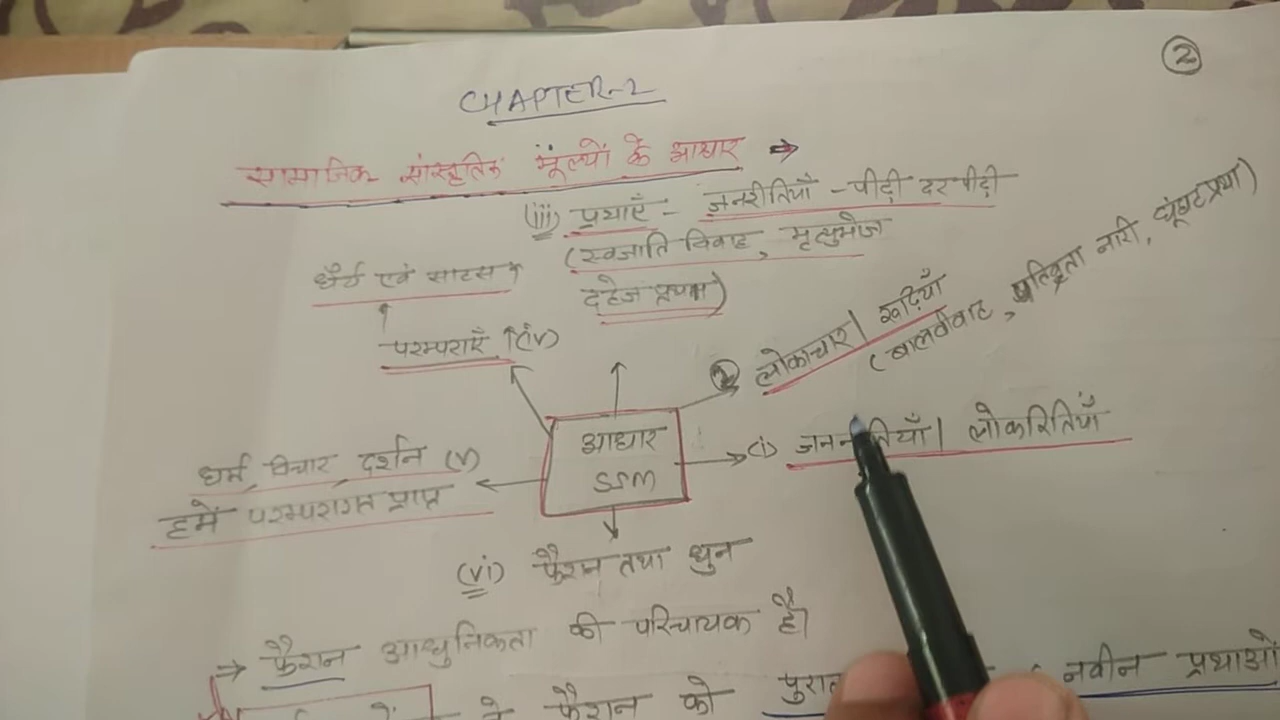 2
CHAPTER-2
सामाजिक सांस्कृतिक मूल्यों के आधार →
(iii) प्रथाएँ - जनरीतियाँ - पीढ़ी दर पीढ़ी
(स्वजाति विवाह, मृत्युभोज
दहेज प्रथा)
धैर्य एवं साहस
परम्पराएँ (iv)
2 लोकाचार / रूढ़ियाँ
(बालविवाह, पतिव्रता नारी, घूंघट प्रथा)
आधार
SSM
(i) / लोकरितियाँ
धर्म, विचार, दर्शन (v)
हमें परम्परागत प्राप्त
(vi) फैशन तथा धुन
→ फैशन आधुनिकता की परिचायक है।
ने फैशन को नवीन प्रथाओं